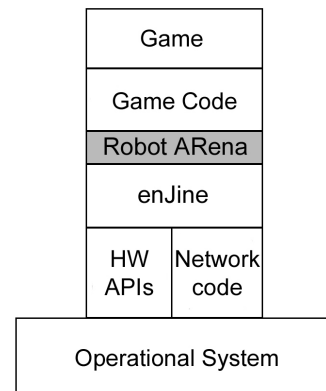 Game
Game Code
Robot ARena
enJine
HW Network
APIs code
Operational System